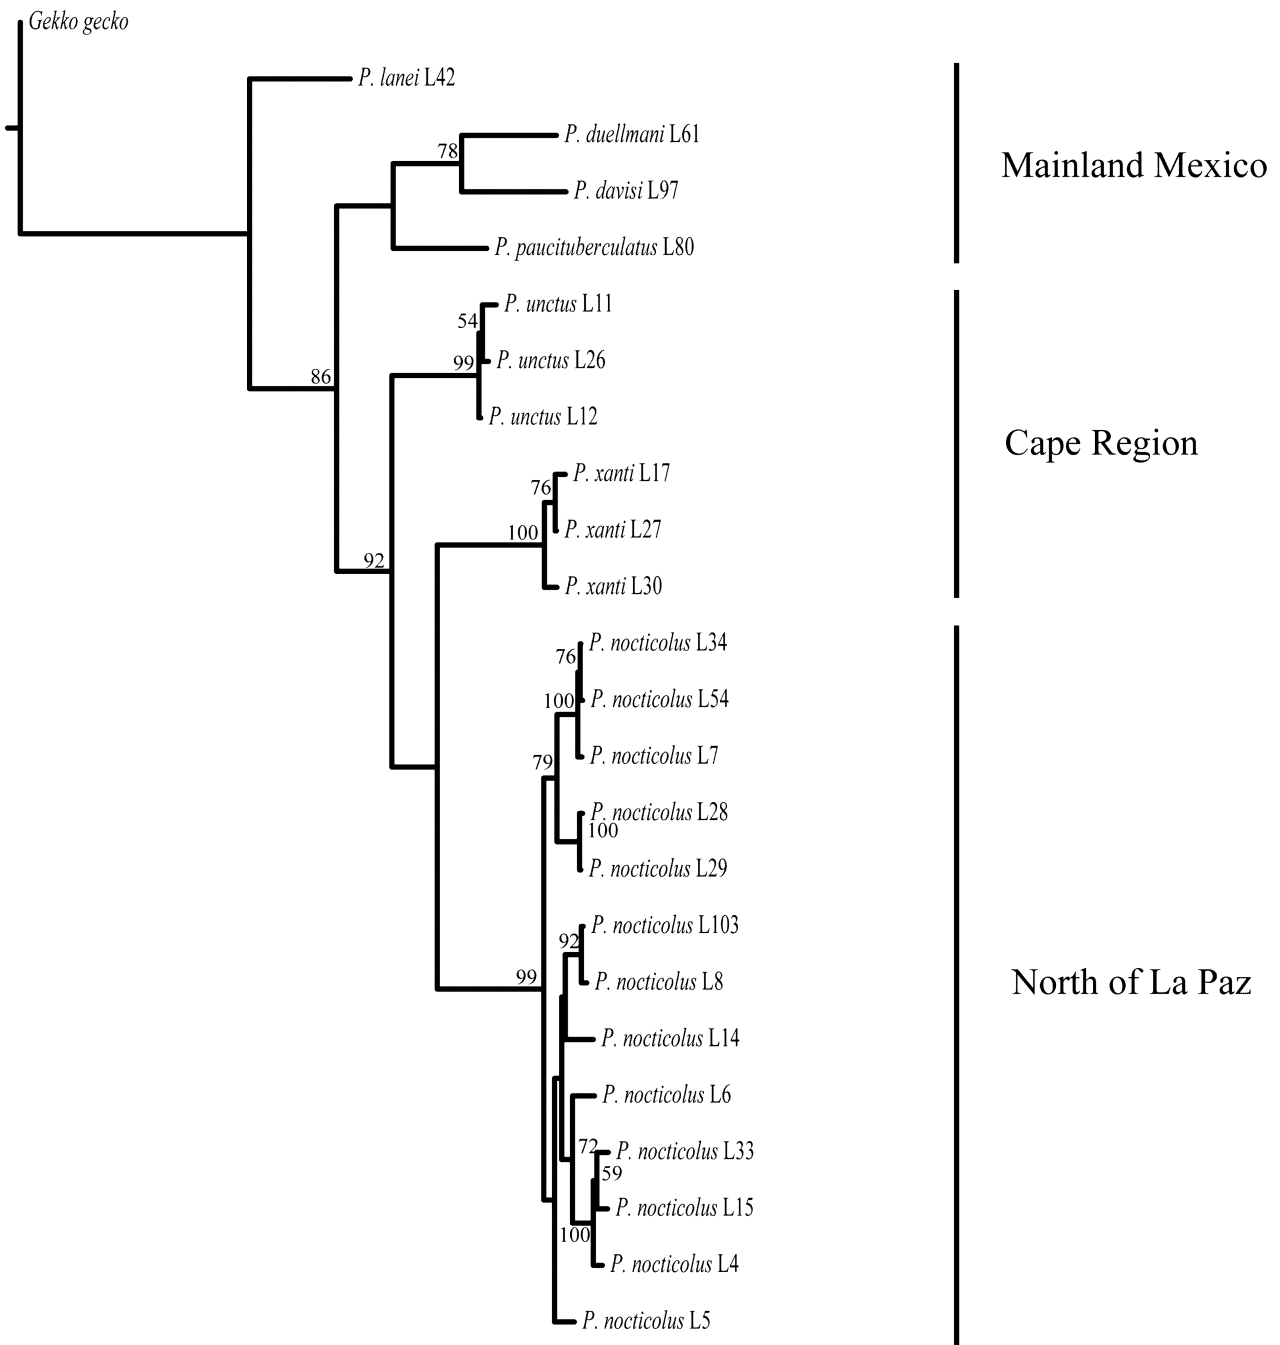 Gekko gecko
P. lanei L42
P. duellmani L61
78
Mainland Mexico
P. davisi L97
P. paucituberculatus L80
P. unctus L11
54
P. unctus L26
99
86
P. unctus L12
Cape Region
P. xanti L17
76
P. xanti L27
100
92
P. xanti L30
P. nocticolus L34
76
P. nocticolus L54
100
P. nocticolus L7
79
P. nocticolus L28
100
P. nocticolus L29
P. nocticolus L103
92
99
P. nocticolus L8
North of La Paz
P. nocticolus L14
P. nocticolus L6
72
P. nocticolus L33
59
P. nocticolus L15
100
P. nocticolus L4
P. nocticolus L5